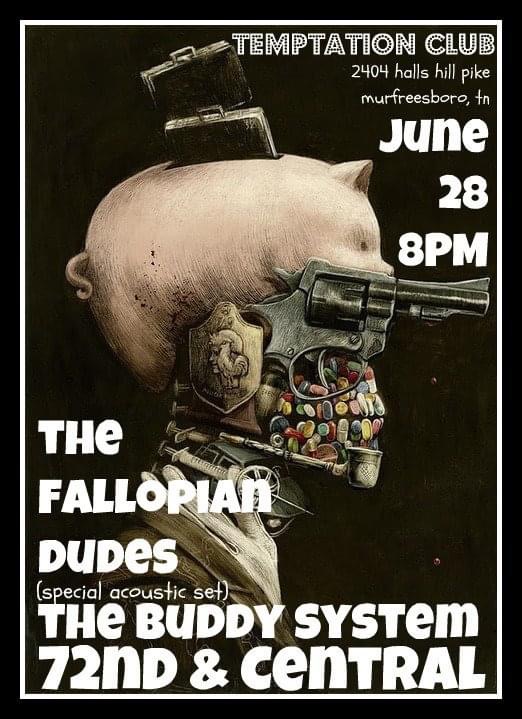 TEMPTATION CLUB
2404 halls hill pike
murfreesboro, tn
June
28
8PM
THE
FALLOPIAN
DUDES
(special acoustic set)
THE BUDDY SYSTEM
72ND & CENTRAL